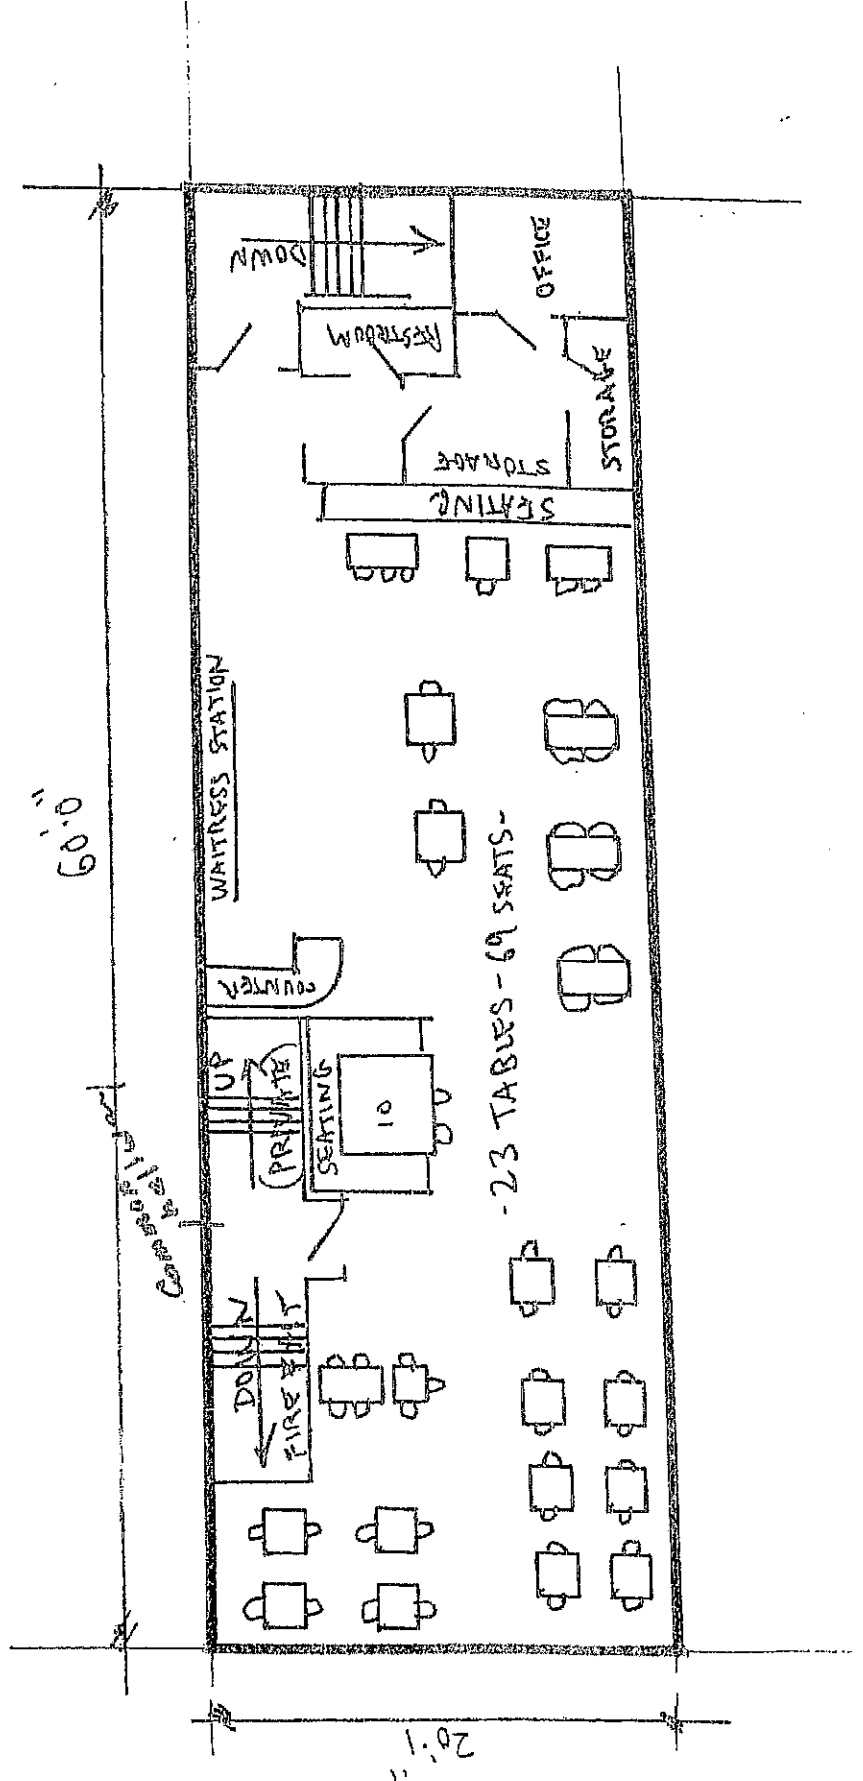 DOWN
OFFICE
RESTROOM
STORAGE
STORAGE
SEATING
WAITRESS STATION
60'.0"
COUNTER
UP
(PRIVATE)
SEATING
10
-23 TABLES-69 SEATS-
DOWN
FIRE EXIT
20'.1"